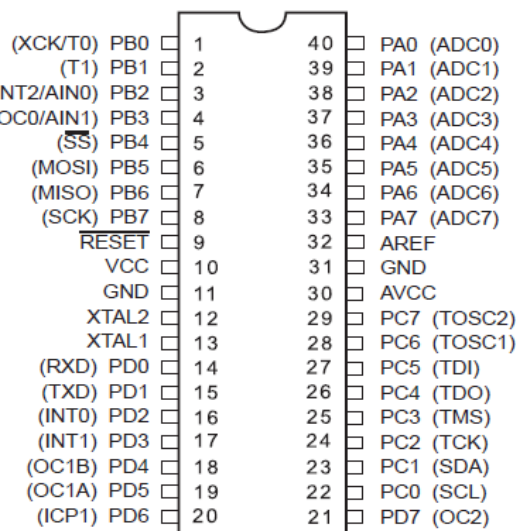 (XCK/T0) PB0 1 40 PA0 (ADC0)
(T1) PB1 2 39 PA1 (ADC1)
NT2/AIN0) PB2 3 38 PA2 (ADC2)
OC0/AIN1) PB3 4 37 PA3 (ADC3)
(SS) PB4 5 36 PA4 (ADC4)
(MOSI) PB5 6 35 PA5 (ADC5)
(MISO) PB6 7 34 PA6 (ADC6)
(SCK) PB7 8 33 PA7 (ADC7)
RESET 9 32 AREF
VCC 10 31 GND
GND 11 30 AVCC
XTAL2 12 29 PC7 (TOSC2)
XTAL1 13 28 PC6 (TOSC1)
(RXD) PD0 14 27 PC5 (TDI)
(TXD) PD1 15 26 PC4 (TDO)
(INT0) PD2 16 25 PC3 (TMS)
(INT1) PD3 17 24 PC2 (TCK)
(OC1B) PD4 18 23 PC1 (SDA)
(OC1A) PD5 19 22 PC0 (SCL)
(ICP1) PD6 20 21 PD7 (OC2)